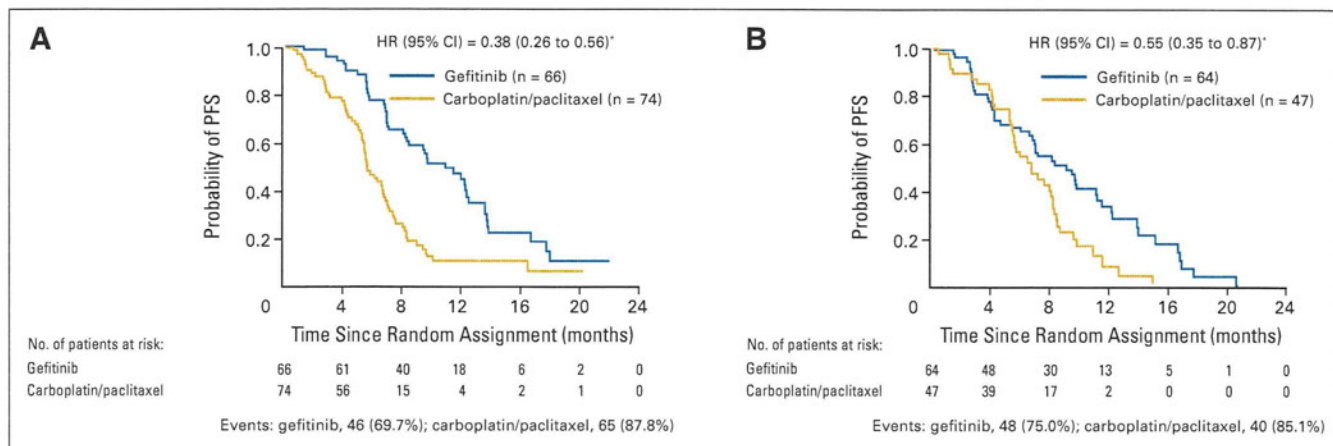 A
HR (95% CI) = 0.38 (0.26 to 0.56)*
Gefitinib (n = 66)
Carboplatin/paclitaxel (n = 74)
Probability of PFS
1.0
0.8
0.6
0.4
0.2
0 4 8 12 16 20 24
Time Since Random Assignment (months)
No. of patients at risk:
Gefitinib 66 61 40 18 6 2 0
Carboplatin/paclitaxel 74 56 15 4 2 1 0
Events: gefitinib, 46 (69.7%); carboplatin/paclitaxel, 65 (87.8%)
B
HR (95% CI) = 0.55 (0.35 to 0.87)*
Gefitinib (n = 64)
Carboplatin/paclitaxel (n = 47)
Probability of PFS
1.0
0.8
0.6
0.4
0.2
0 4 8 12 16 20 24
Time Since Random Assignment (months)
No. of patients at risk:
Gefitinib 64 48 30 13 5 1 0
Carboplatin/paclitaxel 47 39 17 2 0 0 0
Events: gefitinib, 48 (75.0%); carboplatin/paclitaxel, 40 (85.1%)